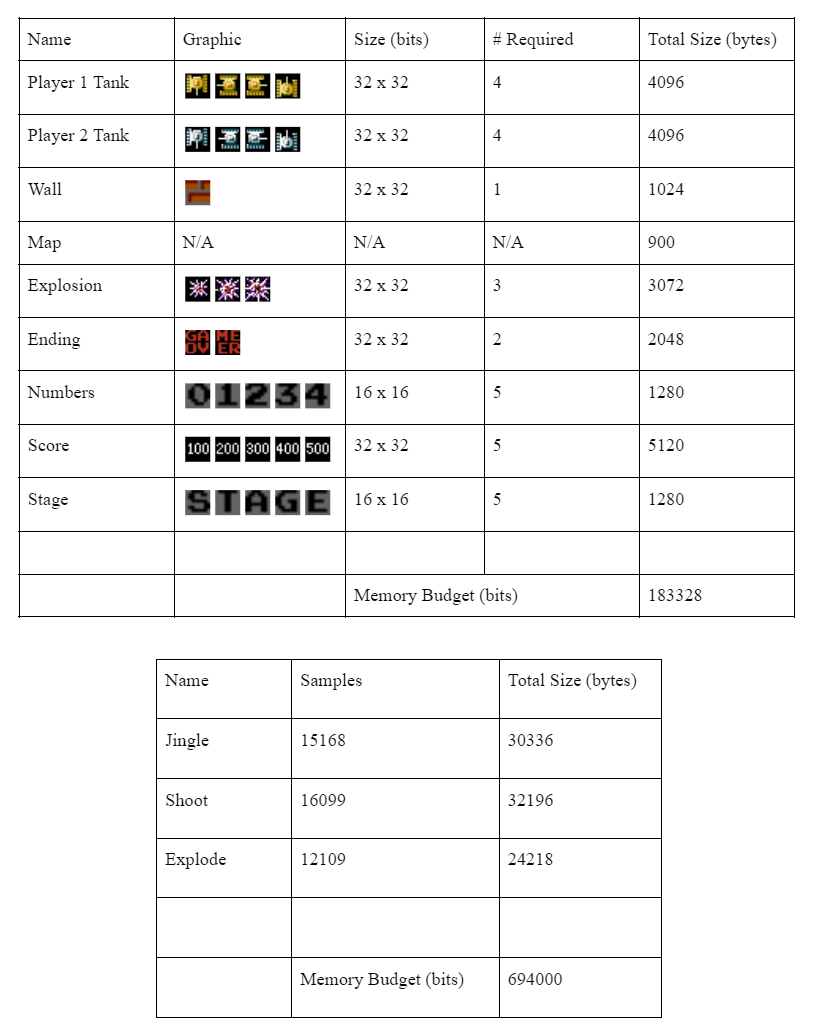 Name Graphic Size (bits) # Required Total Size (bytes)
Player 1 Tank 32 x 32 4 4096
Player 2 Tank 32 x 32 4 4096
Wall 32 x 32 1 1024
Map N/A N/A N/A 900
Explosion 32 x 32 3 3072
Ending GA ME 32 x 32 2 2048
OV ER
Numbers 0 1 2 3 4 16 x 16 5 1280
Score 100 200 300 400 500 32 x 32 5 5120
Stage S T A G E 16 x 16 5 1280
Memory Budget (bits) 183328
Name Samples Total Size (bytes)
Jingle 15168 30336
Shoot 16099 32196
Explode 12109 24218
Memory Budget (bits) 694000